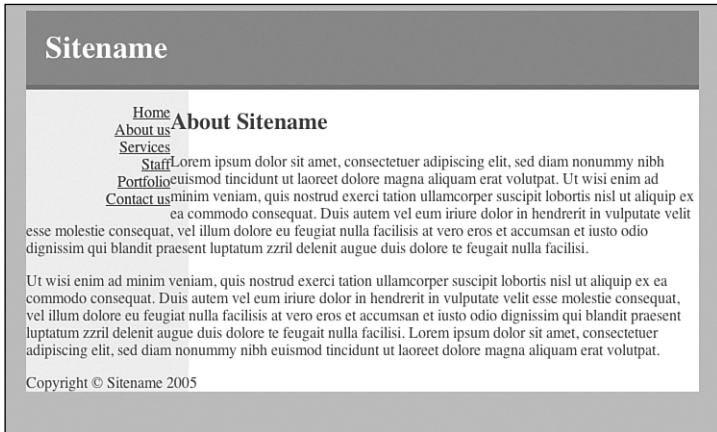 Sitename
Home
About us
Services
Staff
Portfolio
Contact us
About Sitename
Lorem ipsum dolor sit amet, consectetuer adipiscing elit, sed diam nonummy nibh
euismod tincidunt ut laoreet dolore magna aliquam erat volutpat. Ut wisi enim ad
minim veniam, quis nostrud exerci tation ullamcorper suscipit lobortis nisl ut aliquip ex
ea commodo consequat. Duis autem vel eum iriure dolor in hendrerit in vulputate velit
esse molestie consequat, vel illum dolore eu feugiat nulla facilisis at vero eros et accumsan et iusto odio
dignissim qui blandit praesent luptatum zzril delenit augue duis dolore te feugait nulla facilisi.
Ut wisi enim ad minim veniam, quis nostrud exerci tation ullamcorper suscipit lobortis nisl ut aliquip ex ea
commodo consequat. Duis autem vel eum iriure dolor in hendrerit in vulputate velit esse molestie consequat,
vel illum dolore eu feugiat nulla facilisis at vero eros et accumsan et iusto odio dignissim qui blandit praesent
luptatum zzril delenit augue duis dolore te feugait nulla facilisi. Lorem ipsum dolor sit amet, consectetuer
adipiscing elit, sed diam nonummy nibh euismod tincidunt ut laoreet dolore magna aliquam erat volutpat.
Copyright © Sitename 2005